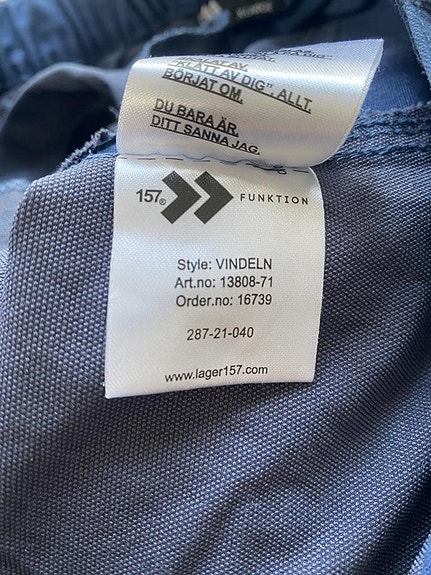 "KLÄTT AV DIG". ALLT.
BÖRJAT OM.
DU BARA ÄR.
DITT SANNA JAG.
157® FUNKTION
Style: VINDELN
Art.no: 13808-71
Order.no: 16739
287-21-040
www.lager157.com